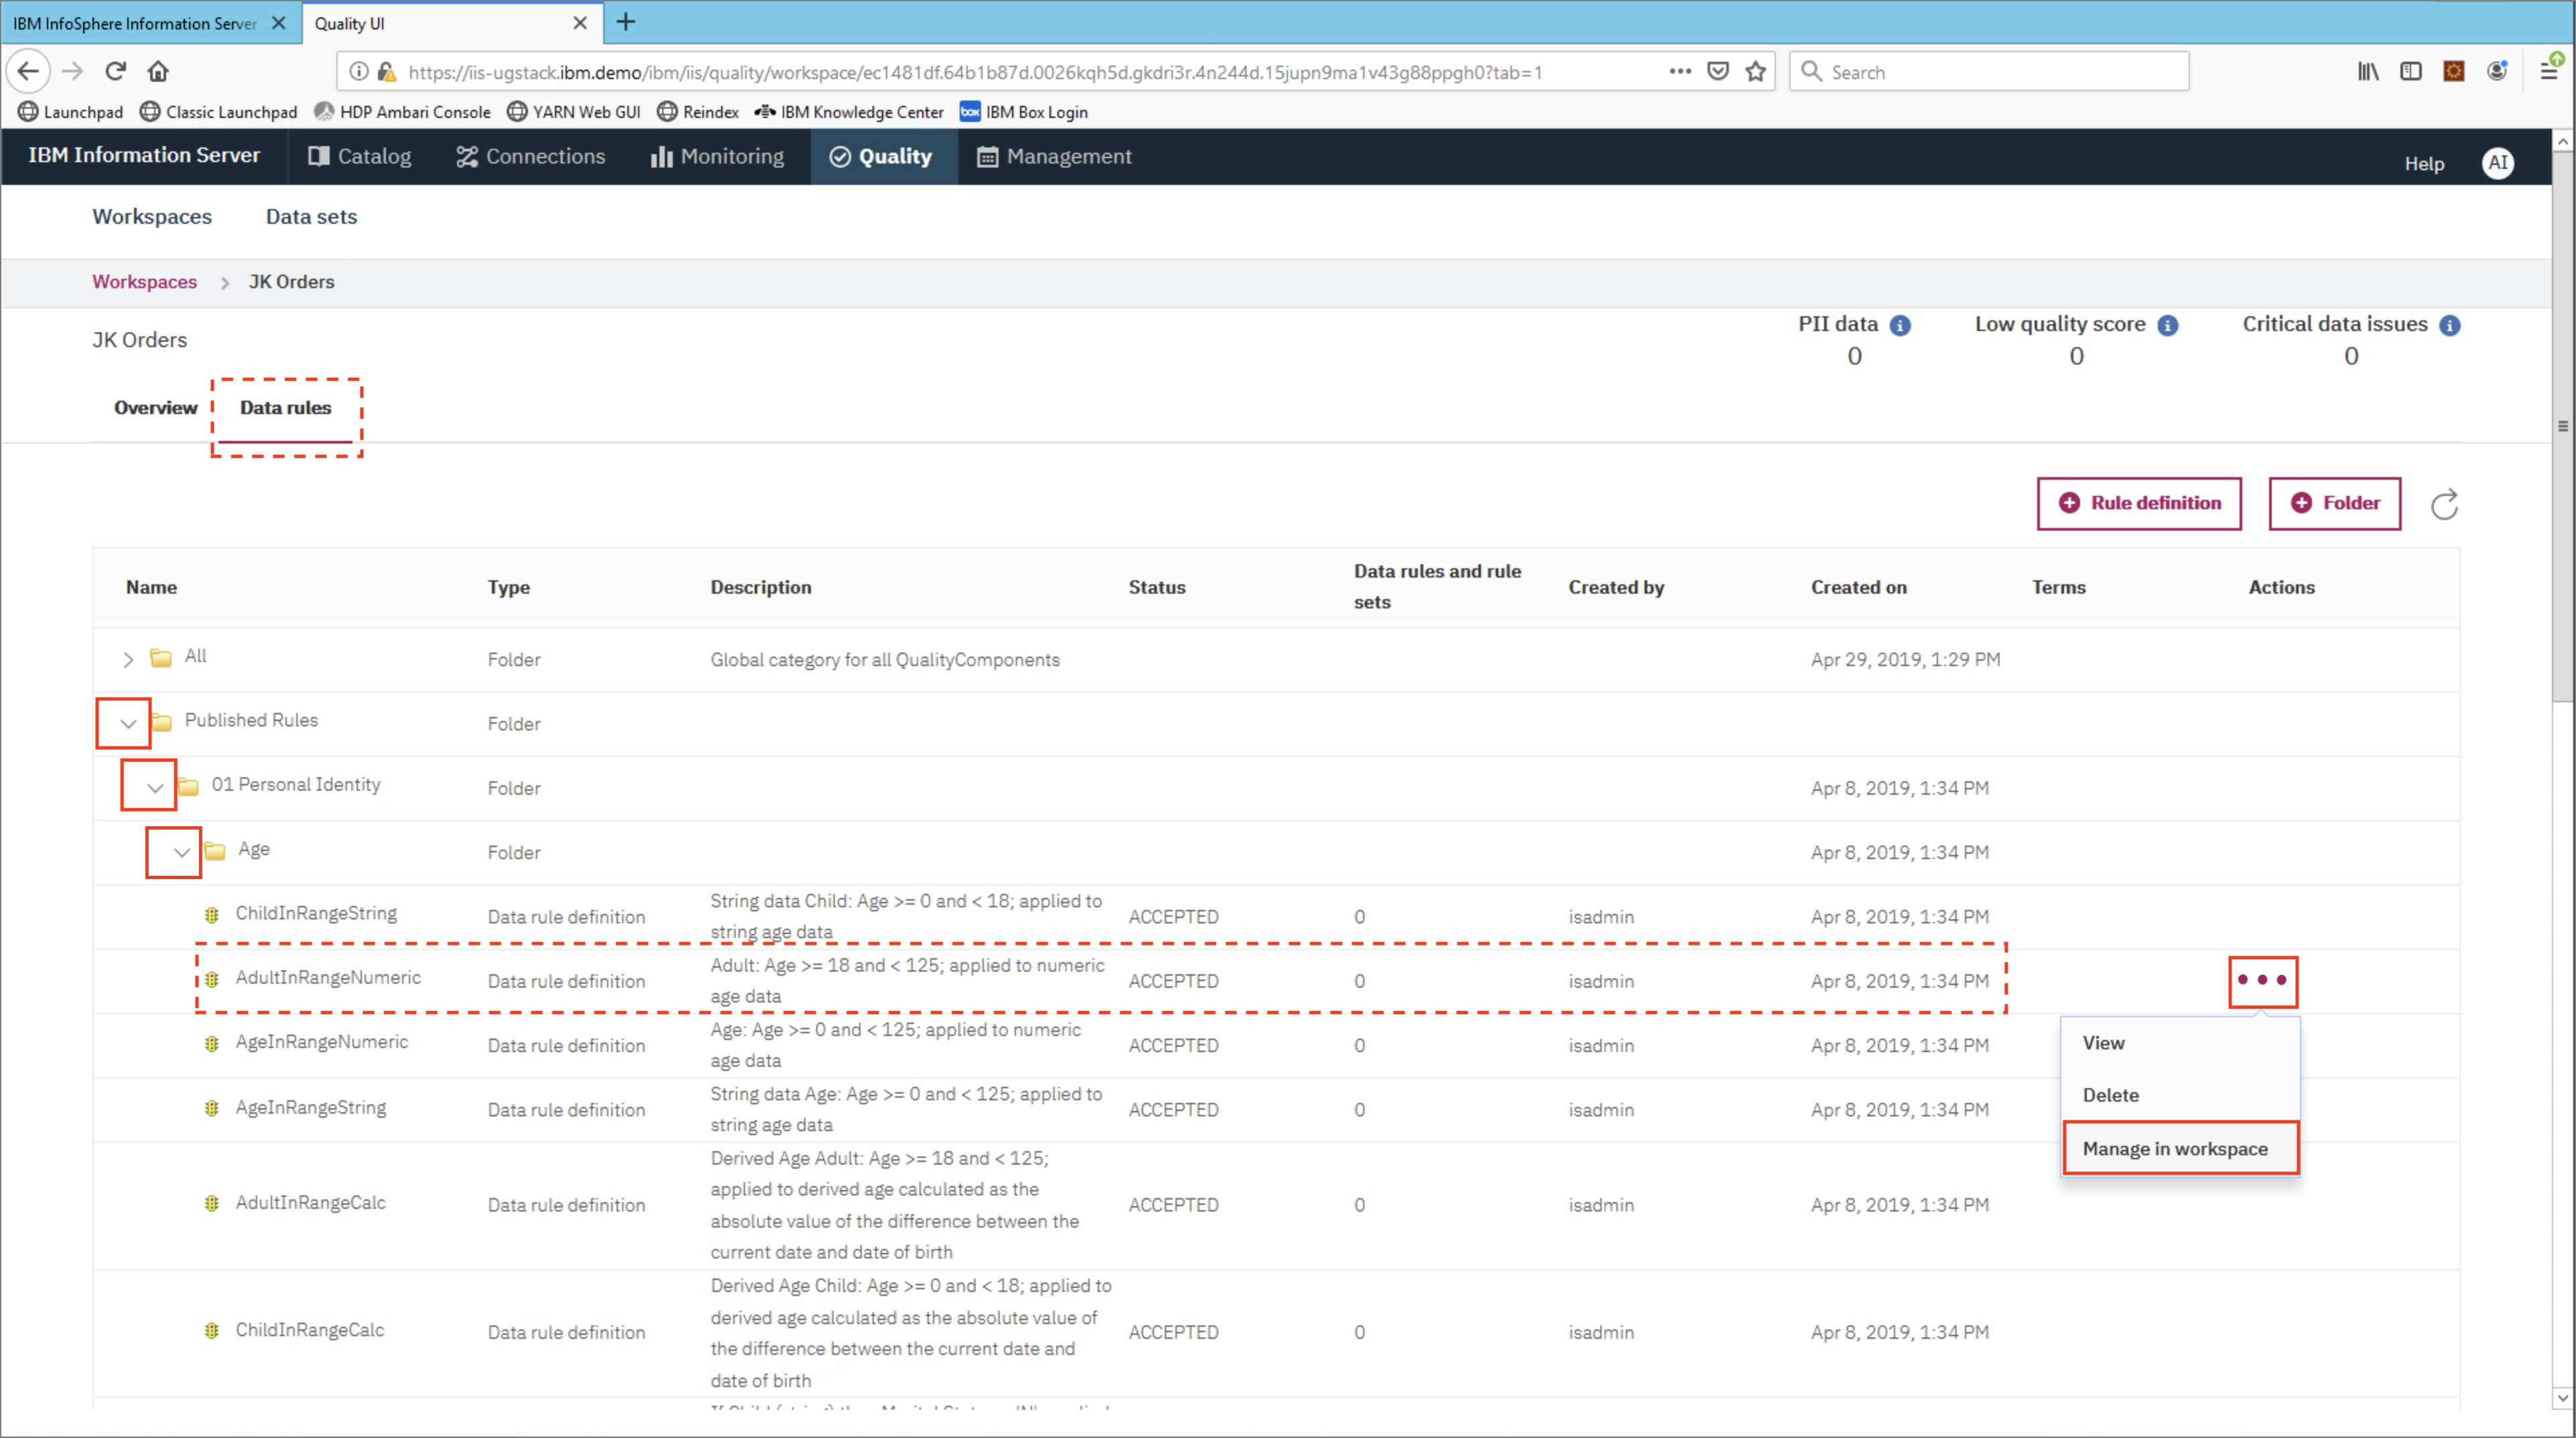 IBM InfoSphere Information Server
Quality UI
https://iis-ugstack.ibm.demo/ibm/iis/quality/workspace/ec1481df.64b1b87d.0026kqh5d.gkdri3r.4n244d.15jupn9ma1v43g88ppgh0?tab=1
Search
Launchpad Classic Launchpad HDP Ambari Console YARN Web GUI Reindex IBM Knowledge Center box IBM Box Login
IBM Information Server Catalog Connections Monitoring Quality Management Help AI
Workspaces Data sets
Workspaces > JK Orders
JK Orders
PII data Low quality score Critical data issues
0 0 0
Overview Data rules
Rule definition Folder
Name Type Description Status Data rules and rule sets Created by Created on Terms Actions
All Folder Global category for all QualityComponents Apr 29, 2019, 1:29 PM
Published Rules Folder
01 Personal Identity Folder Apr 8, 2019, 1:34 PM
Age Folder Apr 8, 2019, 1:34 PM
ChildInRangeString Data rule definition String data Child: Age >= 0 and < 18; applied to ACCEPTED 0 isadmin Apr 8, 2019, 1:34 PM
string age data
AdultInRangeNumeric Data rule definition Adult: Age >= 18 and < 125; applied to numeric ACCEPTED 0 isadmin Apr 8, 2019, 1:34 PM
age data
AgeInRangeNumeric Data rule definition Age: Age >= 0 and < 125; applied to numeric ACCEPTED 0 isadmin Apr 8, 2019, 1:34 PM
age data
View
Delete
Manage in workspace
AgeInRangeString Data rule definition String data Age: Age >= 0 and < 125; applied to ACCEPTED 0 isadmin Apr 8, 2019, 1:34 PM
string age data
AdultInRangeCalc Data rule definition Derived Age Adult: Age >= 18 and < 125; ACCEPTED 0 isadmin Apr 8, 2019, 1:34 PM
applied to derived age calculated as the
absolute value of the difference between the
current date and date of birth
ChildInRangeCalc Data rule definition Derived Age Child: Age >= 0 and < 18; applied to ACCEPTED 0 isadmin Apr 8, 2019, 1:34 PM
derived age calculated as the absolute value of
the difference between the current date and
date of birth